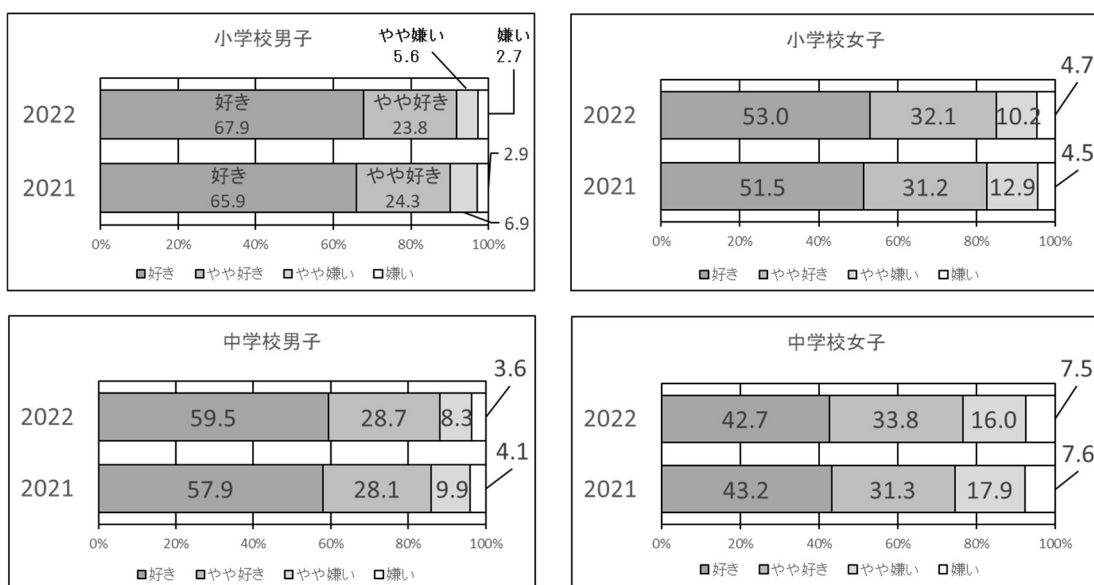 小学校男子
やや嫌い 嫌い
5.6 2.7
2022 好き やや好き
67.9 23.8
2.9
2021 好き やや好き
65.9 24.3
6.9
0% 20% 40% 60% 80% 100%
■好き ■やや好き □やや嫌い □嫌い
小学校女子
4.7
2022 53.0 32.1 10.2
4.5
2021 51.5 31.2 12.9
0% 20% 40% 60% 80% 100%
■好き ■やや好き □やや嫌い □嫌い
中学校男子
3.6
2022 59.5 28.7 8.3
4.1
2021 57.9 28.1 9.9
0% 20% 40% 60% 80% 100%
■好き ■やや好き □やや嫌い □嫌い
中学校女子
7.5
2022 42.7 33.8 16.0
7.6
2021 43.2 31.3 17.9
0% 20% 40% 60% 80% 100%
■好き ■やや好き □やや嫌い □嫌い